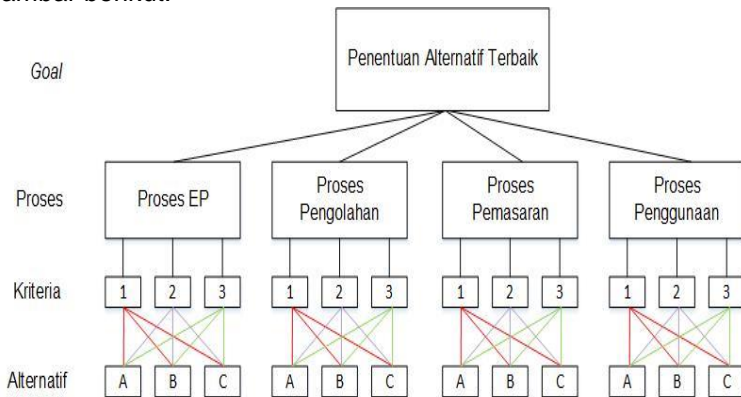 Goal
Penentuan Alternatif Terbaik
Proses
Proses EP
Proses
Pengolahan
Proses
Pemasaran
Proses
Penggunaan
Kriteria
1 2 3 1 2 3 1 2 3 1 2 3
Alternatif
A B C A B C A B C A B C